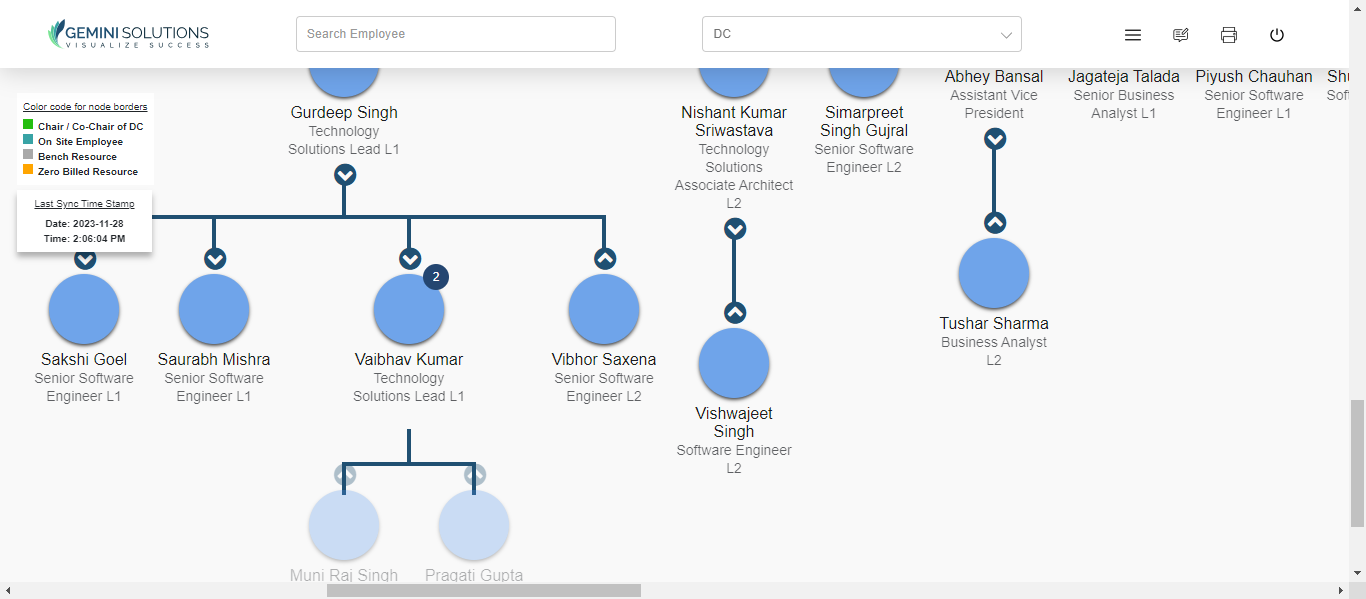 GEMINI SOLUTIONS
VISUALIZE SUCCESS
Search Employee
DC
Color code for node borders
Chair / Co-Chair of DC
On Site Employee
Bench Resource
Zero Billed Resource
Last Sync Time Stamp
Date: 2023-11-28
Time: 2:06:04 PM
Gurdeep Singh
Technology
Solutions Lead L1
Nishant Kumar
Sriwastava
Technology
Solutions
Associate Architect
L2
Simarpreet
Singh Gujral
Senior Software
Engineer L2
Abhey Bansal
Assistant Vice
President
Jagateja Talada
Senior Business
Analyst L1
Piyush Chauhan
Senior Software
Engineer L1
Sakshi Goel
Senior Software
Engineer L1
Saurabh Mishra
Senior Software
Engineer L1
2
Vaibhav Kumar
Technology
Solutions Lead L1
Vibhor Saxena
Senior Software
Engineer L2
Vishwajeet
Singh
Software Engineer
L2
Tushar Sharma
Business Analyst
L2
Muni Raj Singh
Pragati Gupta